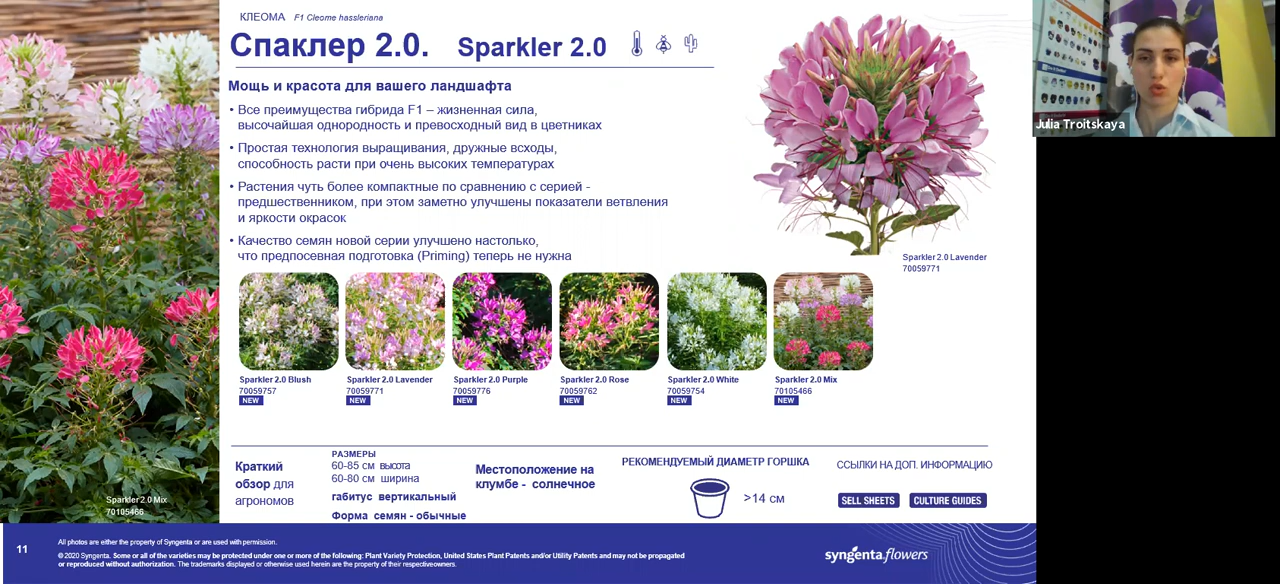 КЛЕОМА F1 Cleome hassleriana
Спаклер 2.0. Sparkler 2.0
Мощь и красота для вашего ландшафта
• Все преимущества гибрида F1 – жизненная сила,
высочайшая однородность и превосходный вид в цветниках
• Простая технология выращивания, дружные всходы,
способность расти при очень высоких температурах
• Растения чуть более компактные по сравнению с серией -
предшественником, при этом заметно улучшены показатели ветвления
и яркости окрасок
• Качество семян новой серии улучшено настолько,
что предпосевная подготовка (Priming) теперь не нужна
Julia Troitskaya
Sparkler 2.0 Lavender
70059771
Sparkler 2.0 Blush
70059757
NEW
Sparkler 2.0 Lavender
70059771
NEW
Sparkler 2.0 Purple
70059776
NEW
Sparkler 2.0 Rose
70059762
NEW
Sparkler 2.0 White
70059754
NEW
Sparkler 2.0 Mix
70105466
NEW
Sparkler 2.0 Mix
70105466
Краткий
обзор для
агрономов
РАЗМЕРЫ
60-85 см высота
60-80 см ширина
габитус вертикальный
Форма семян - обычные
Местоположение на
клумбе - солнечное
РЕКОМЕНДУЕМЫЙ ДИАМЕТР ГОРШКА
>14 см
ССЫЛКИ НА ДОП. ИНФОРМАЦИЮ
SELL SHEETS CULTURE GUIDES
11
All photos are either the property of Syngenta or are used with permission.
© 2020 Syngenta. Some or all of the varieties may be protected under one or more of the following: Plant Variety Protection, United States Plant Patents and/or Utility Patents and may not be propagated
or reproduced without authorization. The trademarks displayed or otherwise used herein are the property of their respectiveowners.
syngenta.flowers